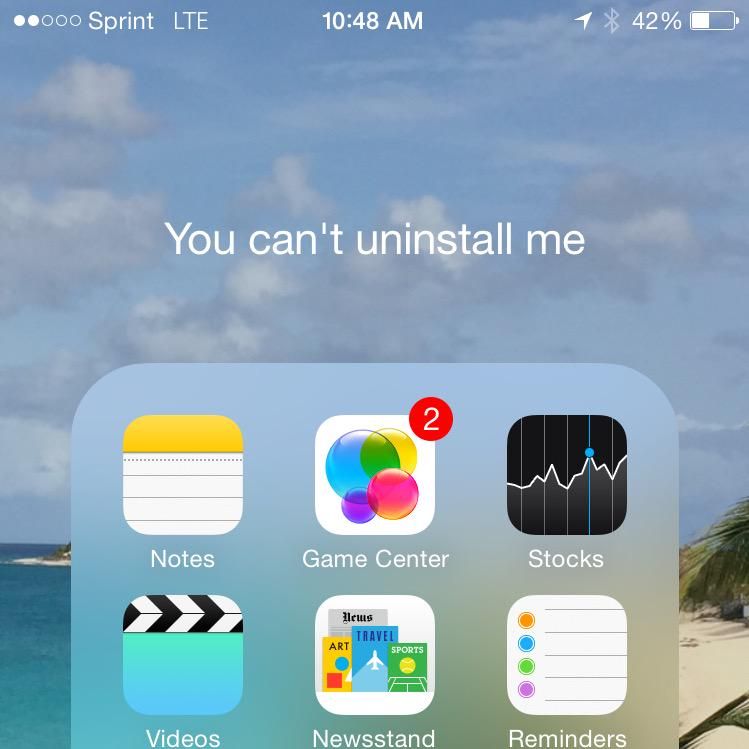 Sprint LTE 10:48 AM 42%
You can't uninstall me
2
Notes Game Center Stocks
News
TRAVEL
ART
SPORTS
Videos Newsstand Reminders